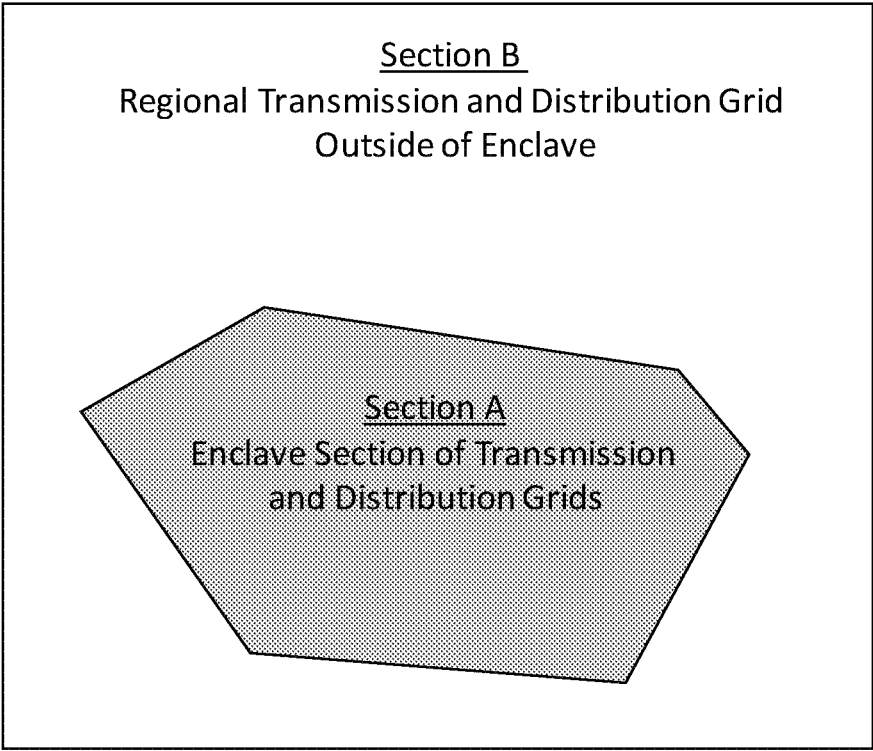 Section B
Regional Transmission and Distribution Grid
Outside of Enclave
Section A
Enclave Section of Transmission
and Distribution Grids